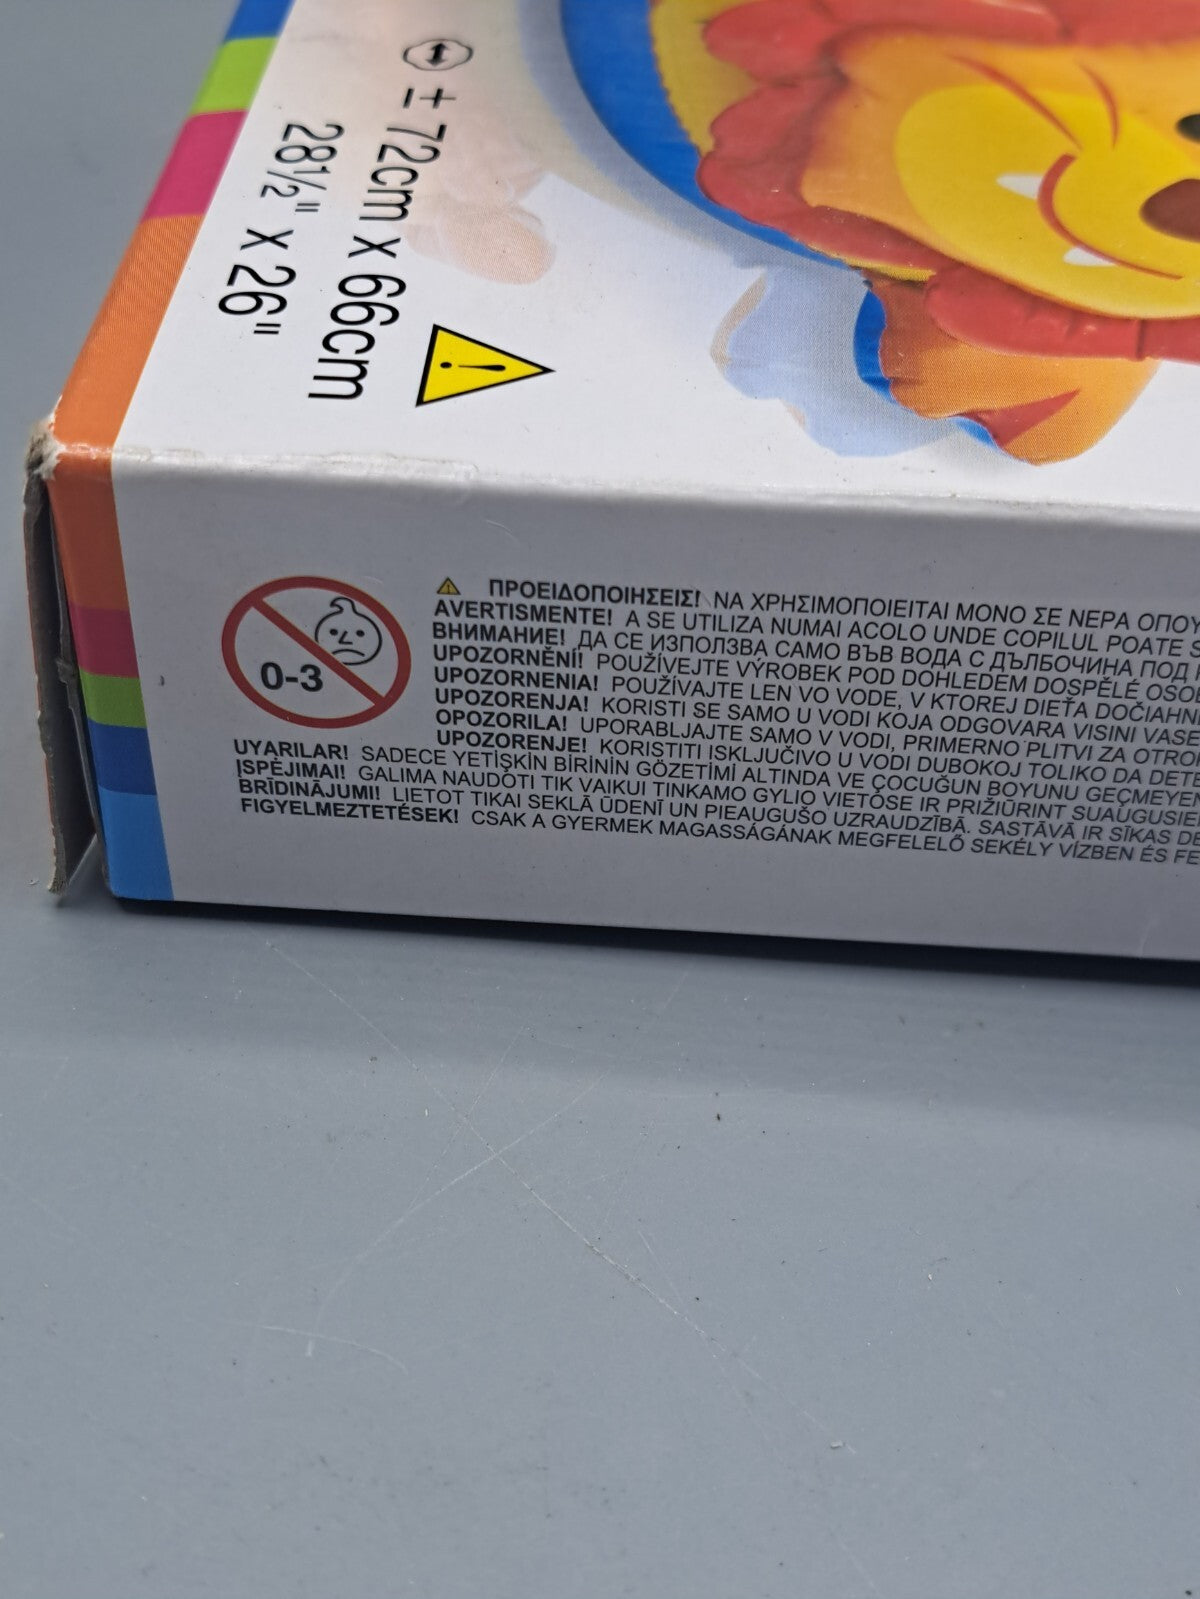 ± 72cm x 66cm
28½" x 26"
0-3
ΠΡΟΕΙΔΟΠΟΙΗΣΕΙΣ! ΝΑ ΧΡΗΣΙΜΟΠΟΙΕΙΤΑΙ ΜΟΝΟ ΣΕ ΝΕΡΑ ΟΠΟΥ
AVERTISMENTE! A SE UTILIZA NUMAI ACOLO UNDE COPILUL POATE
ВНИМАНИЕ! ДА СЕ ИЗПОЛЗВА САМО ВЪВ ВОДА С ДЪЛБОЧИНА ПОД
UPOZORNĚNÍ! POUŽÍVEJTE VÝROBEK POD DOHLEDEM DOSPĚLÉ
UPOZORNENIA! POUŽÍVAJTE LEN VO VODE, V KTOREJ DIEŤA
UPOZORENJA! KORISTI SE SAMO U VODI KOJA ODGOVARA VISINI
OPOZORILA! UPORABLJAJTE SAMO V VODI, PRIMERNO PLITVI ZA
UPOZORENJE! KORISTITI ISKLJUČIVO U VODI DUBOKOJ TOLIKO DA
UYARILAR! SADECE YETİŞKİN BİRİNİN GÖZETİMİ ALTINDA VE ÇOCUĞUN BOYUNU
ĮSPĖJIMAI! GALIMA NAUDOTI TIK VAIKUI TINKAMO GYLIO VIETOSE IR PRIŽIŪRINT
BRĪDINĀJUMI! LIETOT TIKAI SEKLĀ ŪDENĪ UN PIEAUGUŠO UZRAUDZĪBĀ. SASTĀVĀ IR SĪKAS
FIGYELMEZTETÉSEK! CSAK A GYERMEK MAGASSÁGÁNAK MEGFELELŐ SEKÉLY VÍZBEN ÉS